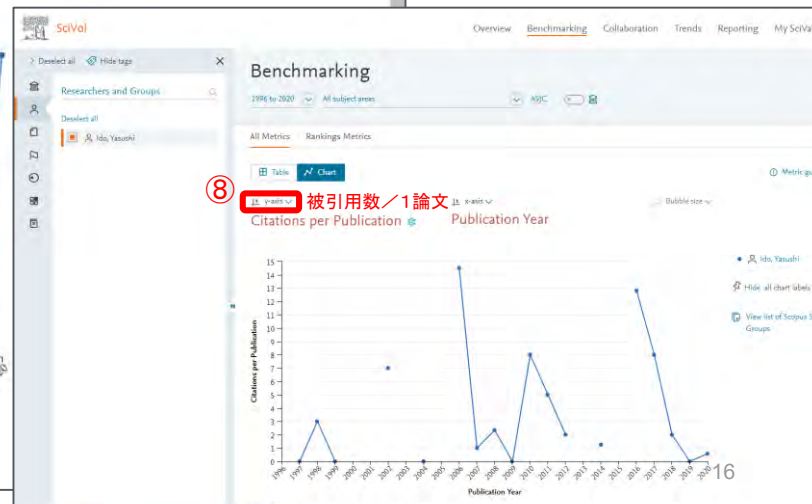 SciVal
Overview Benchmarking Collaboration Trends Reporting My SciVa
> Deselect all Hide tags ×
Researchers and Groups
Deselect all
Ido, Yasushi
Benchmarking
1996 to 2020 All subject areas ASJC
All Metrics Rankings Metrics
Table Chart
Metric gu
⑧
y-axis 被引用数/1論文 x-axis Bubble size
Citations per Publication Publication Year
Ido, Yasushi
Hide all chart labels
View list of Scopus S
Groups
Citations per Publication
15
14
13
12
11
10
9
8
7
6
5
4
3
2
1
0
1996 1997 1998 1999 2000 2001 2002 2003 2004 2005 2006 2007 2008 2009 2010 2011 2012 2013 2014 2015 2016 2017 2018 2019 2020
Publication Year
16